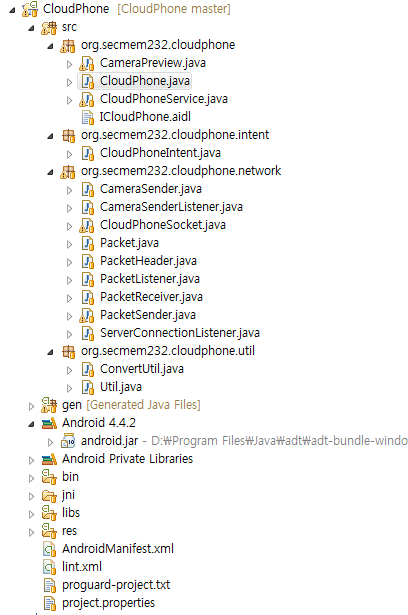 CloudPhone [CloudPhone master]
src
org.secmem232.cloudphone
CameraPreview.java
CloudPhone.java
CloudPhoneService.java
ICloudPhone.aidl
org.secmem232.cloudphone.intent
CloudPhoneIntent.java
org.secmem232.cloudphone.network
CameraSender.java
CameraSenderListener.java
CloudPhoneSocket.java
Packet.java
PacketHeader.java
PacketListener.java
PacketReceiver.java
PacketSender.java
ServerConnectionListener.java
org.secmem232.cloudphone.util
ConvertUtil.java
Util.java
gen [Generated Java Files]
Android 4.4.2
android.jar - D:₩Program Files₩Java₩adt₩adt-bundle-windo
Android Private Libraries
bin
jni
libs
res
AndroidManifest.xml
lint.xml
proguard-project.txt
project.properties